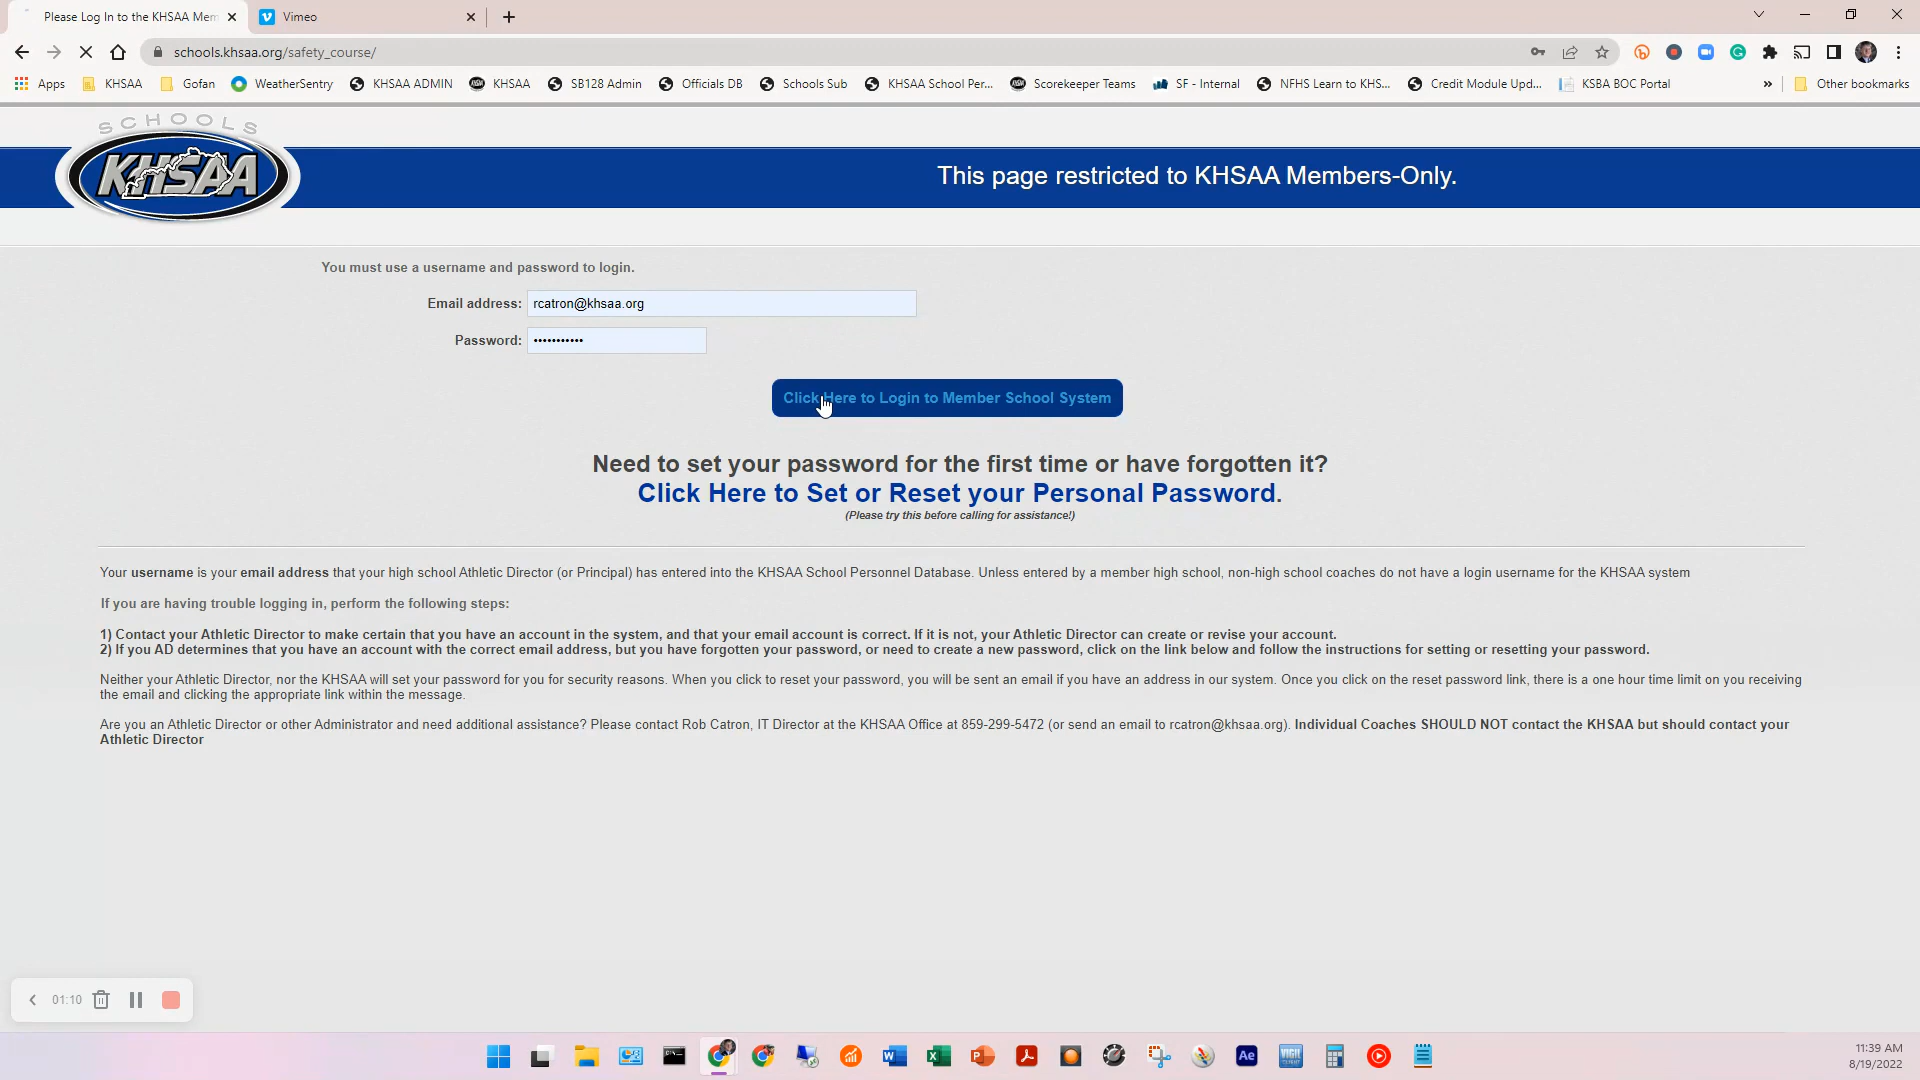 Please Log In to the KHSAA Mem
Vimeo
schools.khsaa.org/safety_course/
Apps KHSAA Gofan WeatherSentry KHSAA ADMIN KHSAA SB128 Admin Officials DB Schools Sub KHSAA School Per... Scorekeeper Teams SF - Internal NFHS Learn to KHS... Credit Module Upd... KSBA BOC Portal » Other bookmarks
SCHOOLS
KHSAA
This page restricted to KHSAA Members-Only.
You must use a username and password to login.
Email address: rcatron@khsaa.org
Password: •••••••••••
Click Here to Login to Member School System
Need to set your password for the first time or have forgotten it?
Click Here to Set or Reset your Personal Password.
(Please try this before calling for assistance!)
Your username is your email address that your high school Athletic Director (or Principal) has entered into the KHSAA School Personnel Database. Unless entered by a member high school, non-high school coaches do not have a login username for the KHSAA system
If you are having trouble logging in, perform the following steps:
1) Contact your Athletic Director to make certain that you have an account in the system, and that your email account is correct. If it is not, your Athletic Director can create or revise your account.
2) If you AD determines that you have an account with the correct email address, but you have forgotten your password, or need to create a new password, click on the link below and follow the instructions for setting or resetting your password.
Neither your Athletic Director, nor the KHSAA will set your password for you for security reasons. When you click to reset your password, you will be sent an email if you have an address in our system. Once you click on the reset password link, there is a one hour time limit on you receiving
the email and clicking the appropriate link within the message.
Are you an Athletic Director or other Administrator and need additional assistance? Please contact Rob Catron, IT Director at the KHSAA Office at 859-299-5472 (or send an email to rcatron@khsaa.org). Individual Coaches SHOULD NOT contact the KHSAA but should contact your
Athletic Director
01:10
Ae
VIGIL
11:39 AM
8/19/2022